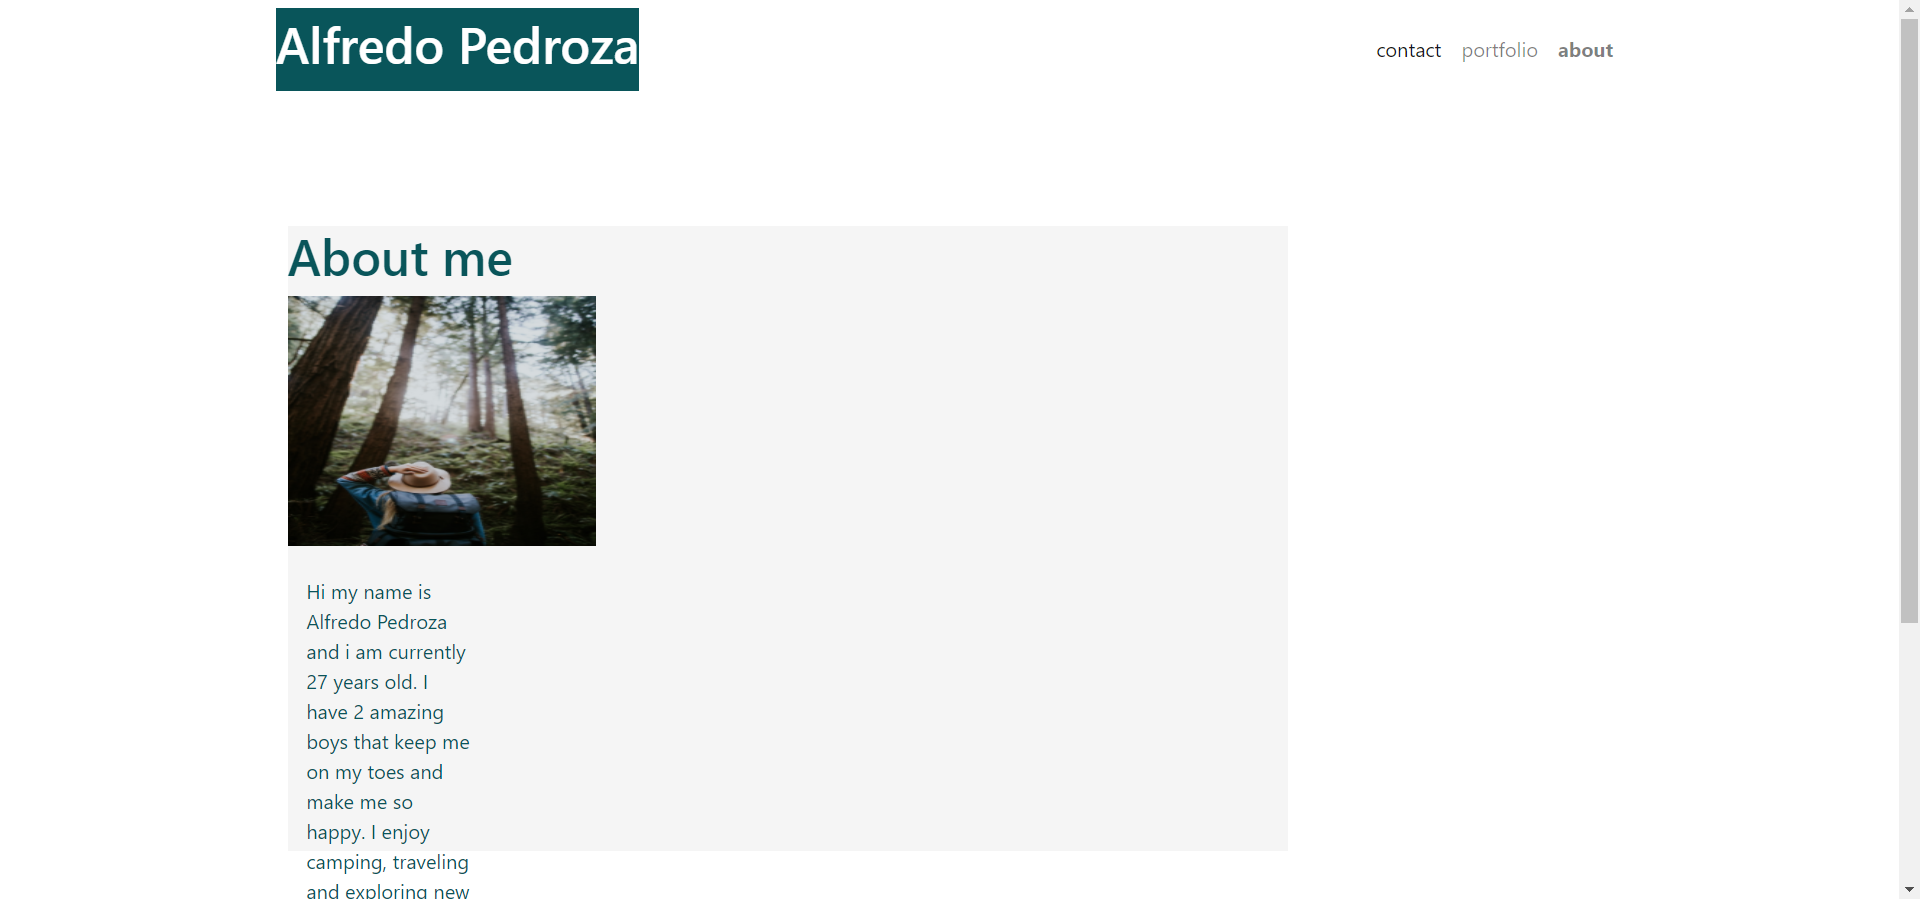 Alfredo Pedroza
contact portfolio about
About me
Hi my name is
Alfredo Pedroza
and i am currently
27 years old. I
have 2 amazing
boys that keep me
on my toes and
make me so
happy. I enjoy
camping, traveling
and exploring new